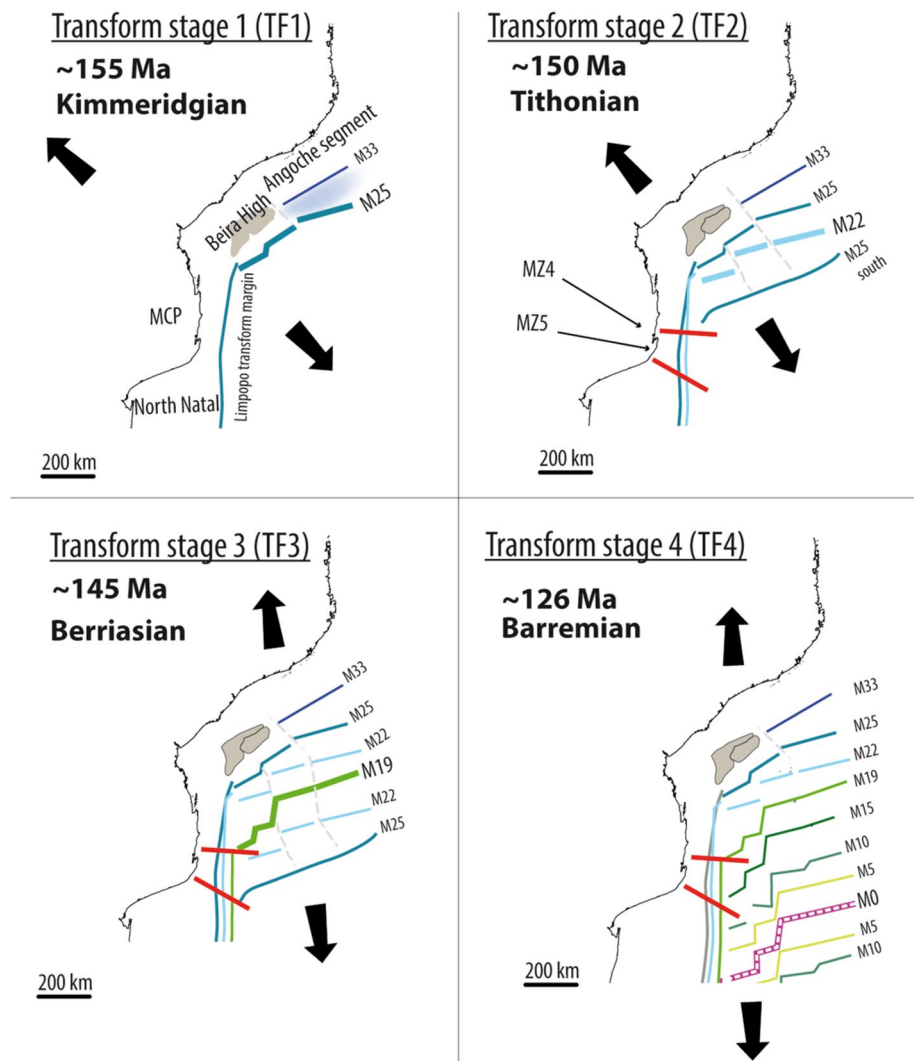 Transform stage 1 (TF1)
~155 Ma
Kimmeridgian
Angoche segment
M33
M25
Beira High
Limpopo transform margin
MCP
North Natal
200 km
Transform stage 2 (TF2)
~150 Ma
Tithonian
M33
M25
M22
M25
south
MZ4
MZ5
200 km
Transform stage 3 (TF3)
~145 Ma
Berriasian
M33
M25
M22
M19
M22
M25
200 km
Transform stage 4 (TF4)
~126 Ma
Barremian
M33
M25
M22
M19
M15
M10
M5
M0
M5
M10
200 km